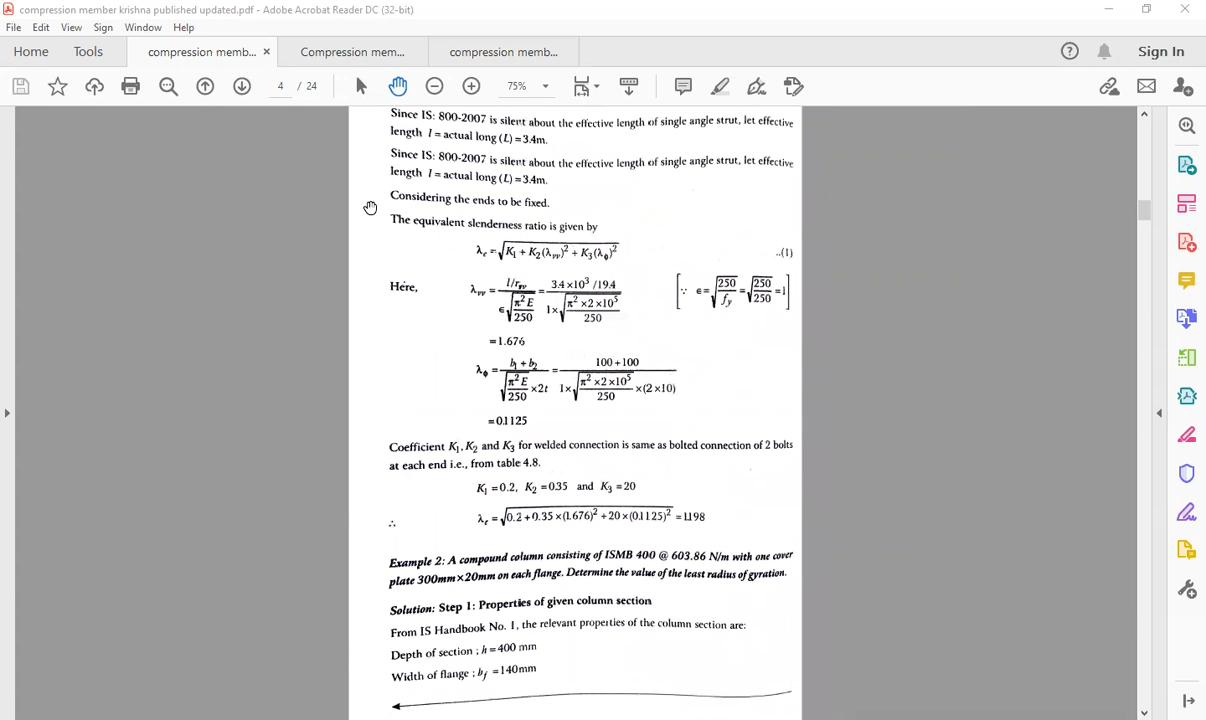 compression member krishna published updated.pdf - Adobe Acrobat Reader DC (32-bit)
File Edit View Sign Window Help
Home Tools compression memb... × Compression mem... compression memb... Sign In
4 / 24 75%
Since IS: 800-2007 is silent about the effective length of single angle strut, let effective
length l = actual long (L) = 3.4m.
Since IS: 800-2007 is silent about the effective length of single angle strut, let effective
length l = actual long (L) = 3.4m.
Considering the ends to be fixed.
The equivalent slenderness ratio is given by
λe = √(K1 + K2(λvv)² + K3(λϕ)²) ..(1)
Here, λvv = (l/rvv)/(ϵ√(π²E/250)) = (3.4×10³/19.4)/(1×√(π²×2×10⁵/250)) [∵ ϵ = √(250/fy) = √(250/250) = 1]
=1.676
λϕ = (b1 + b2)/(√(π²E/250) ×2t) = (100+100)/(1×√(π²×2×10⁵/250) ×(2×10))
=0.1125
Coefficient K1, K2 and K3 for welded connection is same as bolted connection of 2 bolts
at each end i.e., from table 4.8.
K1 =0.2, K2 =0.35 and K3 =20
∴ λe = √(0.2+0.35×(1.676)²+20×(0.1125)²) =1.198
Example 2: A compound column consisting of ISMB 400 @ 603.86 N/m with one cover
plate 300mm×20mm on each flange. Determine the value of the least radius of gyration.
Solution: Step 1: Properties of given column section
From IS Handbook No. 1, the relevant properties of the column section are:
Depth of section ; h =400 mm
Width of flange ; bf =140mm